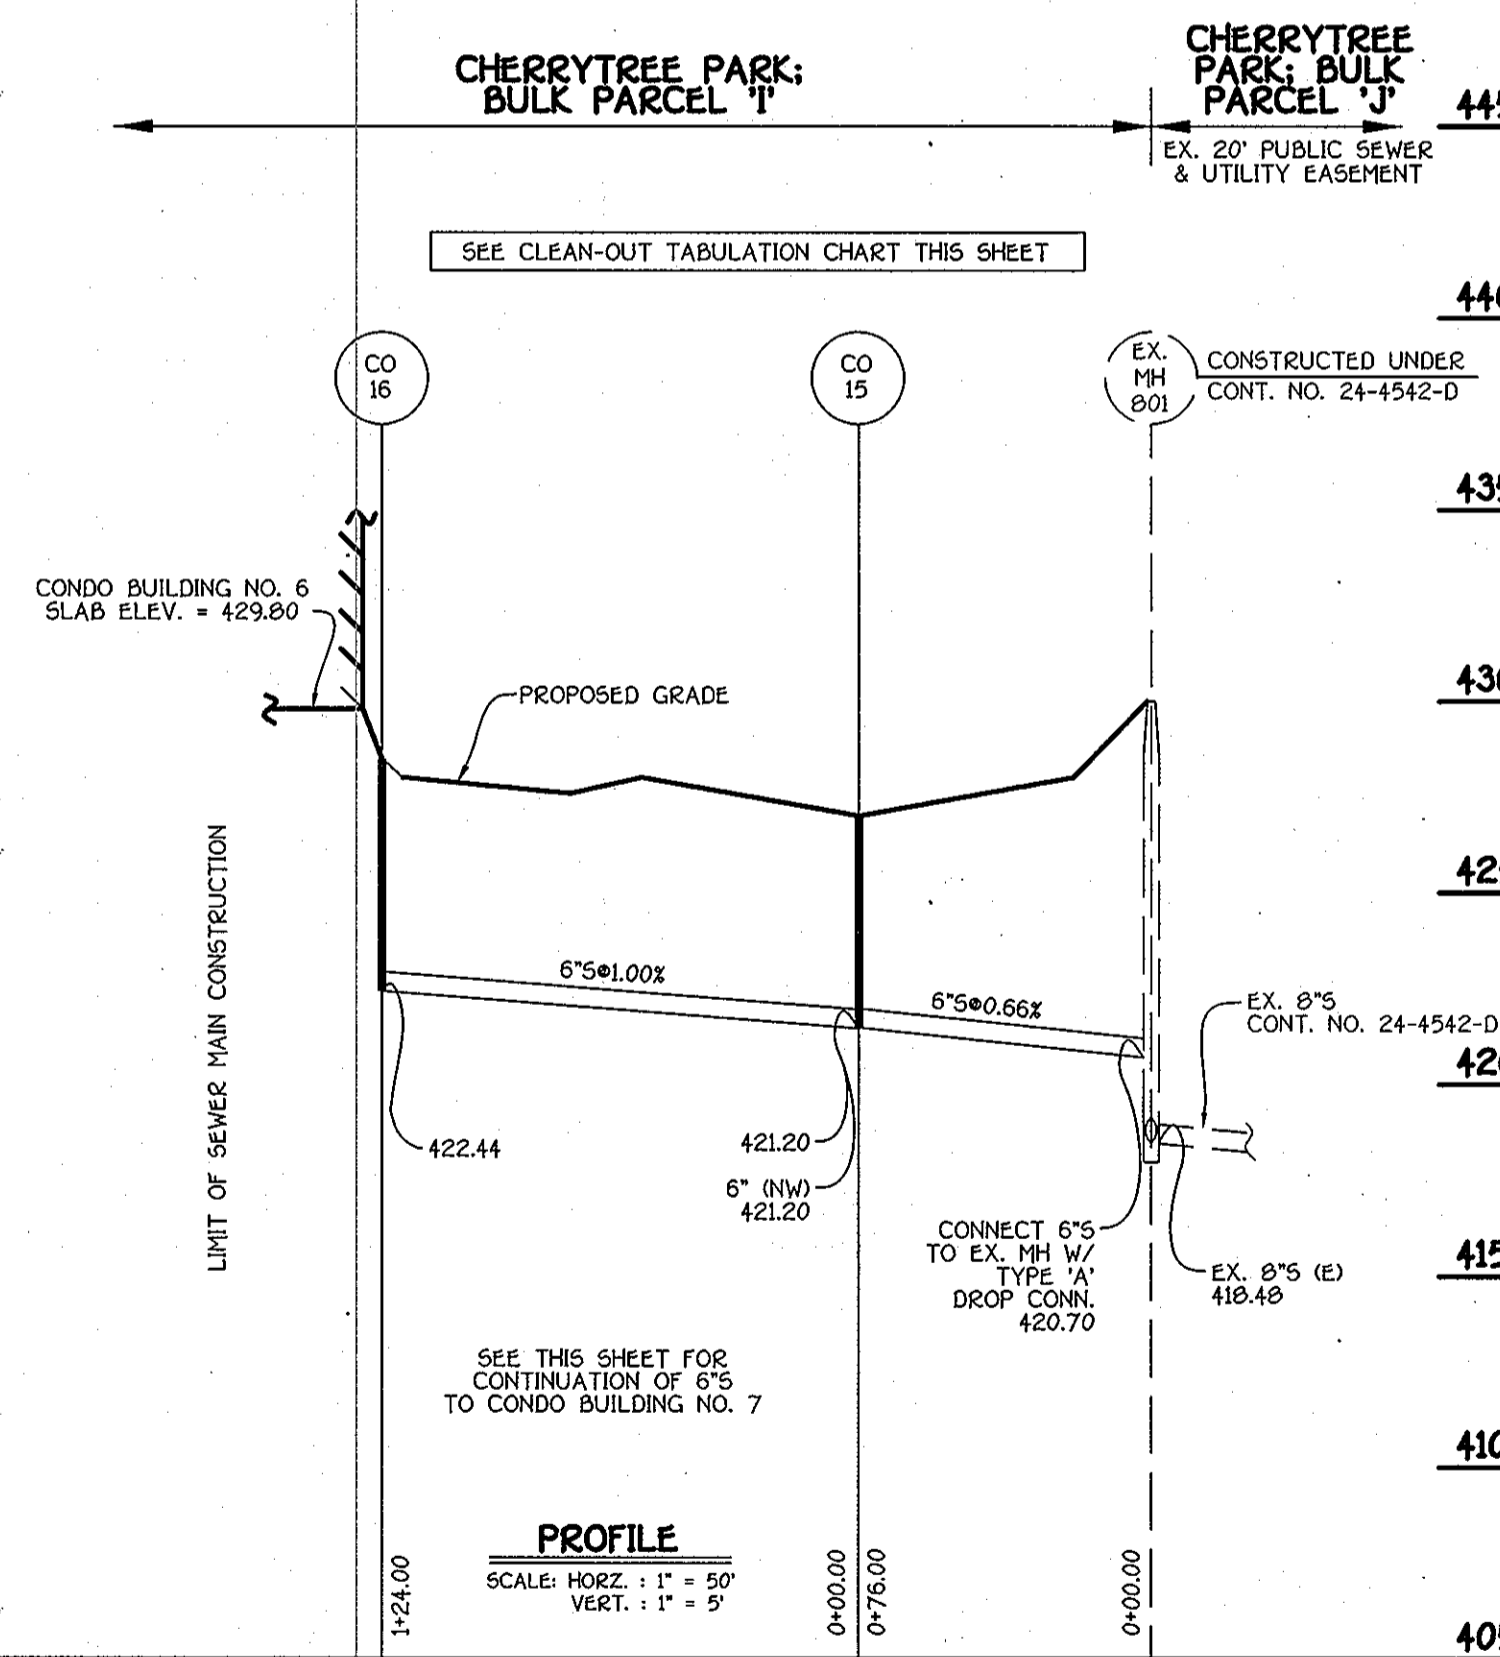 CHERRYTREE PARK;
BULK PARCEL 'I'
CHERRYTREE
PARK; BULK
PARCEL 'J'
EX. 20' PUBLIC SEWER
& UTILITY EASEMENT
SEE CLEAN-OUT TABULATION CHART THIS SHEET
CO
16
CO
15
EX.
MH
801
CONSTRUCTED UNDER
CONT. NO. 24-4542-D
CONDO BUILDING NO. 6
SLAB ELEV. = 429.80
PROPOSED GRADE
LIMIT OF SEWER MAIN CONSTRUCTION
6"S@1.00%
6"S@0.66%
EX. 8"S
CONT. NO. 24-4542-D
422.44
421.20
6" (NW)
421.20
CONNECT 6"S
TO EX. MH W/
TYPE 'A'
DROP CONN.
420.70
EX. 8"S (E)
418.48
SEE THIS SHEET FOR
CONTINUATION OF 6"S
TO CONDO BUILDING NO. 7
PROFILE
SCALE: HORZ. : 1" = 50'
VERT. : 1" = 5'
1+24.00
0+00.00
0+76.00
0+00.00
415
410